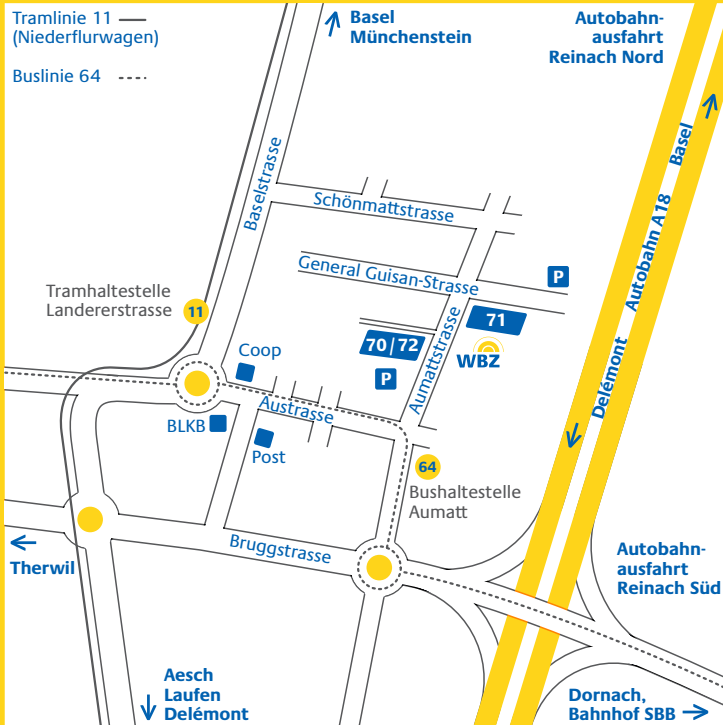 Tramlinie 11
(Niederflurwagen)
Buslinie 64
Basel
Münchenstein
Autobahn-
ausfahrt
Reinach Nord
Baselstrasse
Schönmattstrasse
General Guisan-Strasse
P
Delémont Autobahn A18 Basel
Tramhaltestelle
Landererstrasse
11
71
70|72
WBZ
P
Aumattstrasse
Coop
Austrasse
BLKB
Post
64
Bushaltestelle
Aumatt
Bruggstrasse
Therwil
Autobahn-
ausfahrt
Reinach Süd
Aesch
Laufen
Delémont
Dornach,
Bahnhof SBB